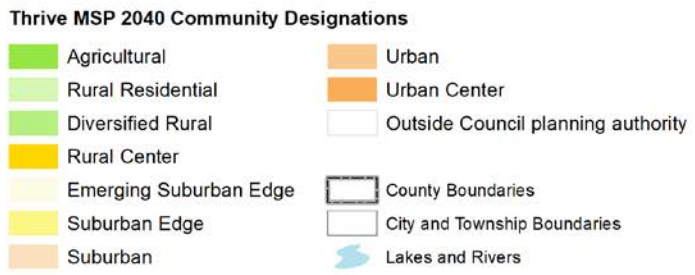 Thrive MSP 2040 Community Designations
Agricultural
Rural Residential
Diversified Rural
Rural Center
Emerging Suburban Edge
Suburban Edge
Suburban
Urban
Urban Center
Outside Council planning authority
County Boundaries
City and Township Boundaries
Lakes and Rivers